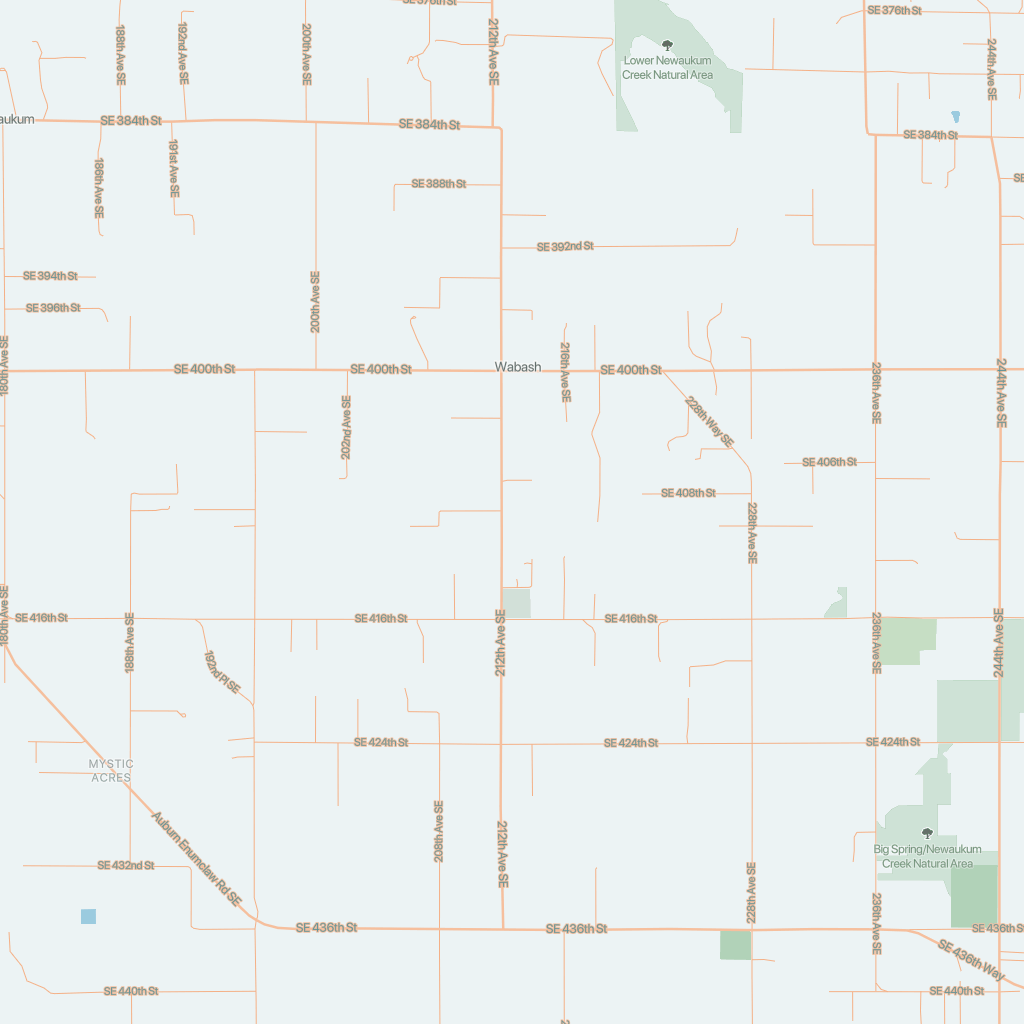 SE 376th St
SE 376th St
188th Ave SE
192nd Ave SE
200th Ave SE
212th Ave SE
244th Ave SE
Lower Newaukum
Creek Natural Area
aukum
SE 384th St
SE 384th St
SE 384th St
186th Ave SE
191st Ave SE
SE 388th St
SE
SE 392nd St
SE 394th St
SE 396th St
200th Ave SE
180th Ave SE
SE 400th St
SE 400th St
Wabash
216th Ave SE
SE 400th St
236th Ave SE
244th Ave SE
202nd Ave SE
228th Way SE
SE 406th St
SE 408th St
228th Ave SE
180th Ave SE
SE 416th St
188th Ave SE
SE 416th St
212th Ave SE
SE 416th St
236th Ave SE
244th Ave SE
192nd Pl SE
SE 424th St
SE 424th St
SE 424th St
MYSTIC
ACRES
Auburn Enumclaw Rd SE
208th Ave SE
212th Ave SE
Big Spring/Newaukum
Creek Natural Area
SE 432nd St
228th Ave SE
236th Ave SE
SE 436th St
SE 436th St
SE 436th St
SE 436th Way
SE 440th St
SE 440th St